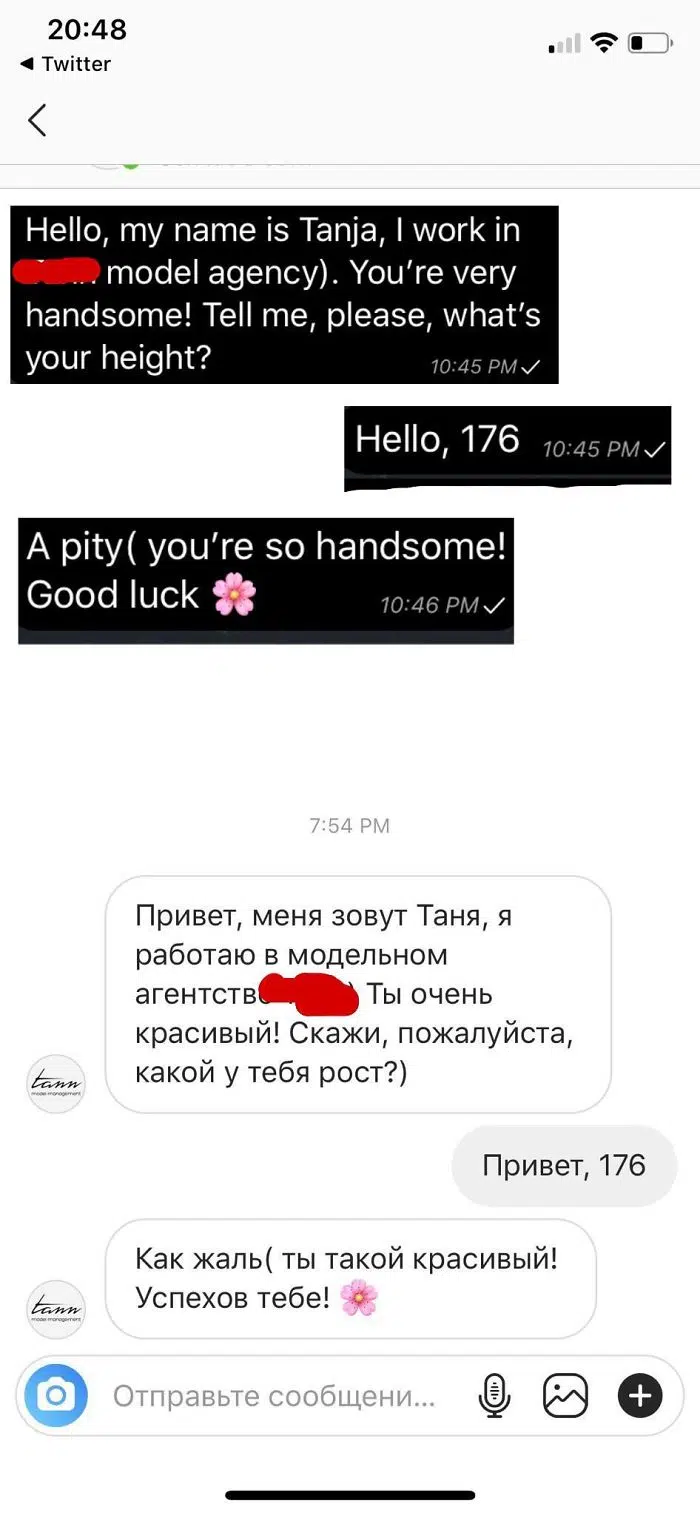 20:48
◀ Twitter
Hello, my name is Tanja, I work in
model agency). You're very
handsome! Tell me, please, what's
your height?
10:45 PM
Hello, 176
10:45 PM
A pity( you're so handsome!
Good luck 🌸
10:46 PM
7:54 PM
Привет, меня зовут Таня, я
работаю в модельном
Ты очень
красивый! Скажи, пожалуйста,
какой у тебя рост?)
tann
model management
Привет, 176
Как жаль( ты такой красивый!
Успехов тебе! 🌸
tann
model management
Отправьте сообщени...